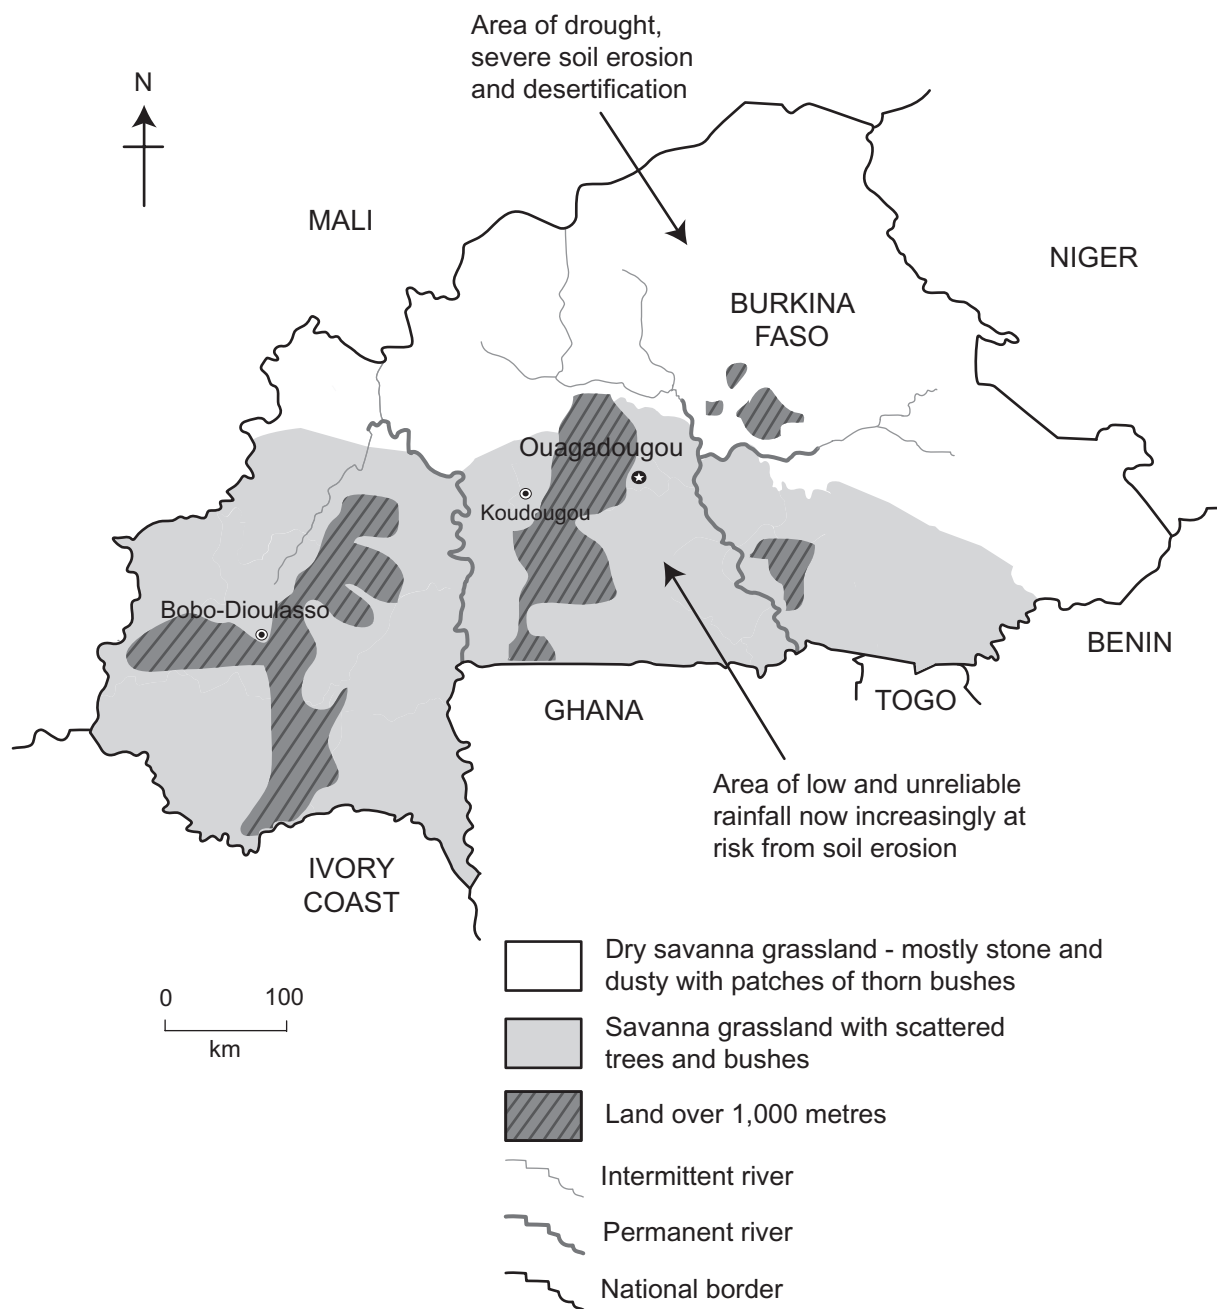 Area of drought,
severe soil erosion
and desertification
N
MALI
NIGER
BURKINA
FASO
Ouagadougou
Koudougou
Bobo-Dioulasso
BENIN
TOGO
GHANA
Area of low and unreliable
rainfall now increasingly at
risk from soil erosion
IVORY
COAST
0 100
km
Dry savanna grassland - mostly stone and
dusty with patches of thorn bushes
Savanna grassland with scattered
trees and bushes
Land over 1,000 metres
Intermittent river
Permanent river
National border